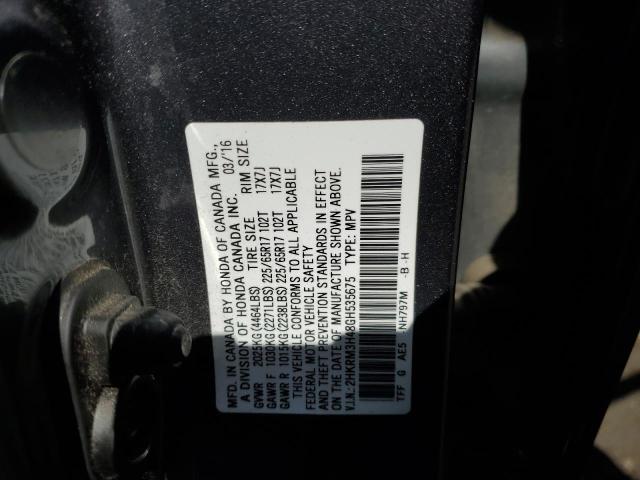 MFD. IN CANADA BY HONDA OF CANADA MFG.,
A DIVISION OF HONDA CANADA INC. 03/16
TIRE SIZE RIM SIZE
GVWR 2025KG(4464LBS)
GAWR F 1030KG(2271LBS) 225/65R17 102T 17X7J
GAWR R 1015KG(2238LBS) 225/65R17 102T 17X7J
THIS VEHICLE CONFORMS TO ALL APPLICABLE
FEDERAL MOTOR VEHICLE SAFETY
AND THEFT PREVENTION STANDARDS IN EFFECT
ON THE DATE OF MANUFACTURE SHOWN ABOVE.
V.I.N.:2HKRM3H48GH535675 TYPE: MPV
TFF G AE5 NH797M -B -H